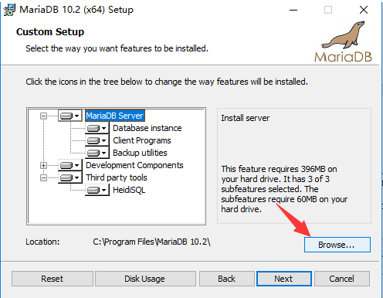 MariaDB 10.2 (x64) Setup
Custom Setup
Select the way you want features to be installed.
MariaDB
Click the icons in the tree below to change the way features will be installed.
MariaDB Server
Database instance
Client Programs
Backup utilities
Development Components
Third party tools
HeidiSQL
Install server
This feature requires 396MB on
your hard drive. It has 3 of 3
subfeatures selected. The
subfeatures require 60MB on your
hard drive.
Location: C:\Program Files\MariaDB 10.2\
Browse...
Reset Disk Usage Back Next Cancel